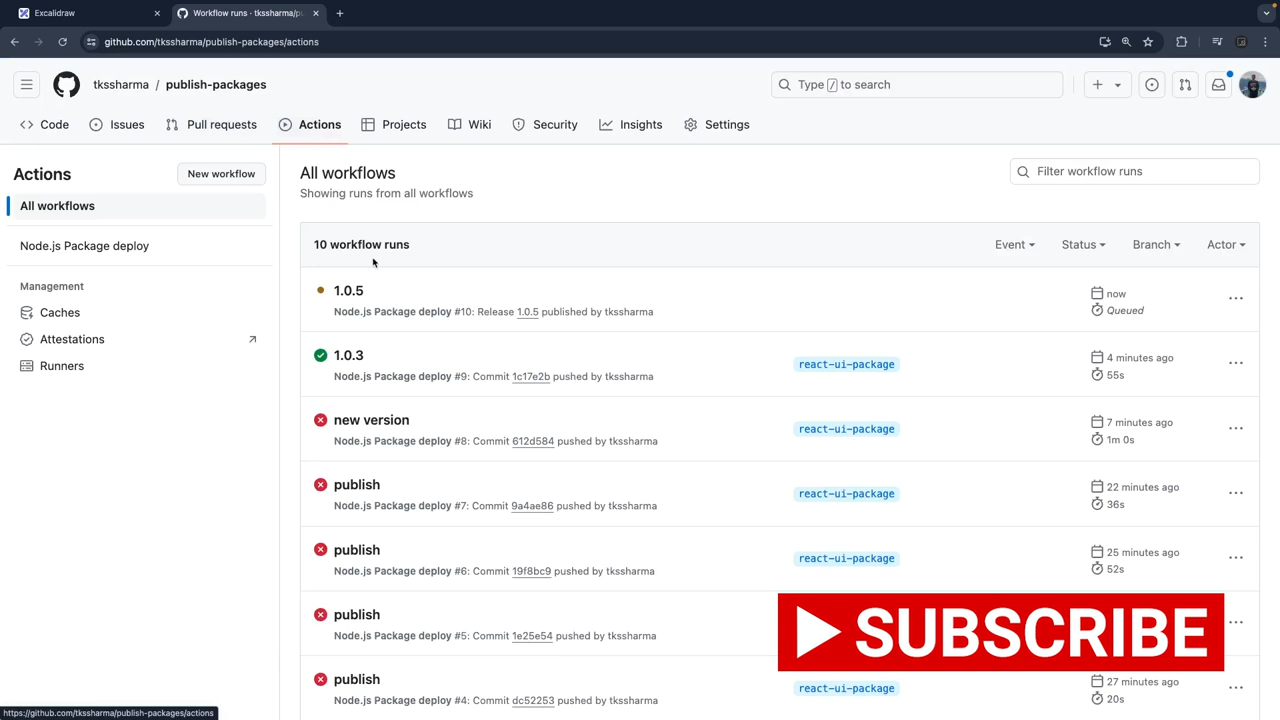 Excalidraw
Workflow runs · tkssharma/pu
github.com/tkssharma/publish-packages/actions
tkssharma / publish-packages
Type / to search
Code
Issues
Pull requests
Actions
Projects
Wiki
Security
Insights
Settings
Actions
New workflow
All workflows
Node.js Package deploy
Management
Caches
Attestations
Runners
All workflows
Showing runs from all workflows
Filter workflow runs
10 workflow runs
Event
Status
Branch
Actor
1.0.5
Node.js Package deploy #10: Release 1.0.5 published by tkssharma
now
Queued
1.0.3
Node.js Package deploy #9: Commit 1c17e2b pushed by tkssharma
react-ui-package
4 minutes ago
55s
new version
Node.js Package deploy #8: Commit 612d584 pushed by tkssharma
react-ui-package
7 minutes ago
1m 0s
publish
Node.js Package deploy #7: Commit 9a4ae86 pushed by tkssharma
react-ui-package
22 minutes ago
36s
publish
Node.js Package deploy #6: Commit 19f8bc9 pushed by tkssharma
react-ui-package
25 minutes ago
52s
publish
Node.js Package deploy #5: Commit 1e25e54 pushed by tkssharma
SUBSCRIBE
publish
Node.js Package deploy #4: Commit dc52253 pushed by tkssharma
react-ui-package
27 minutes ago
20s
https://github.com/tkssharma/publish-packages/actions